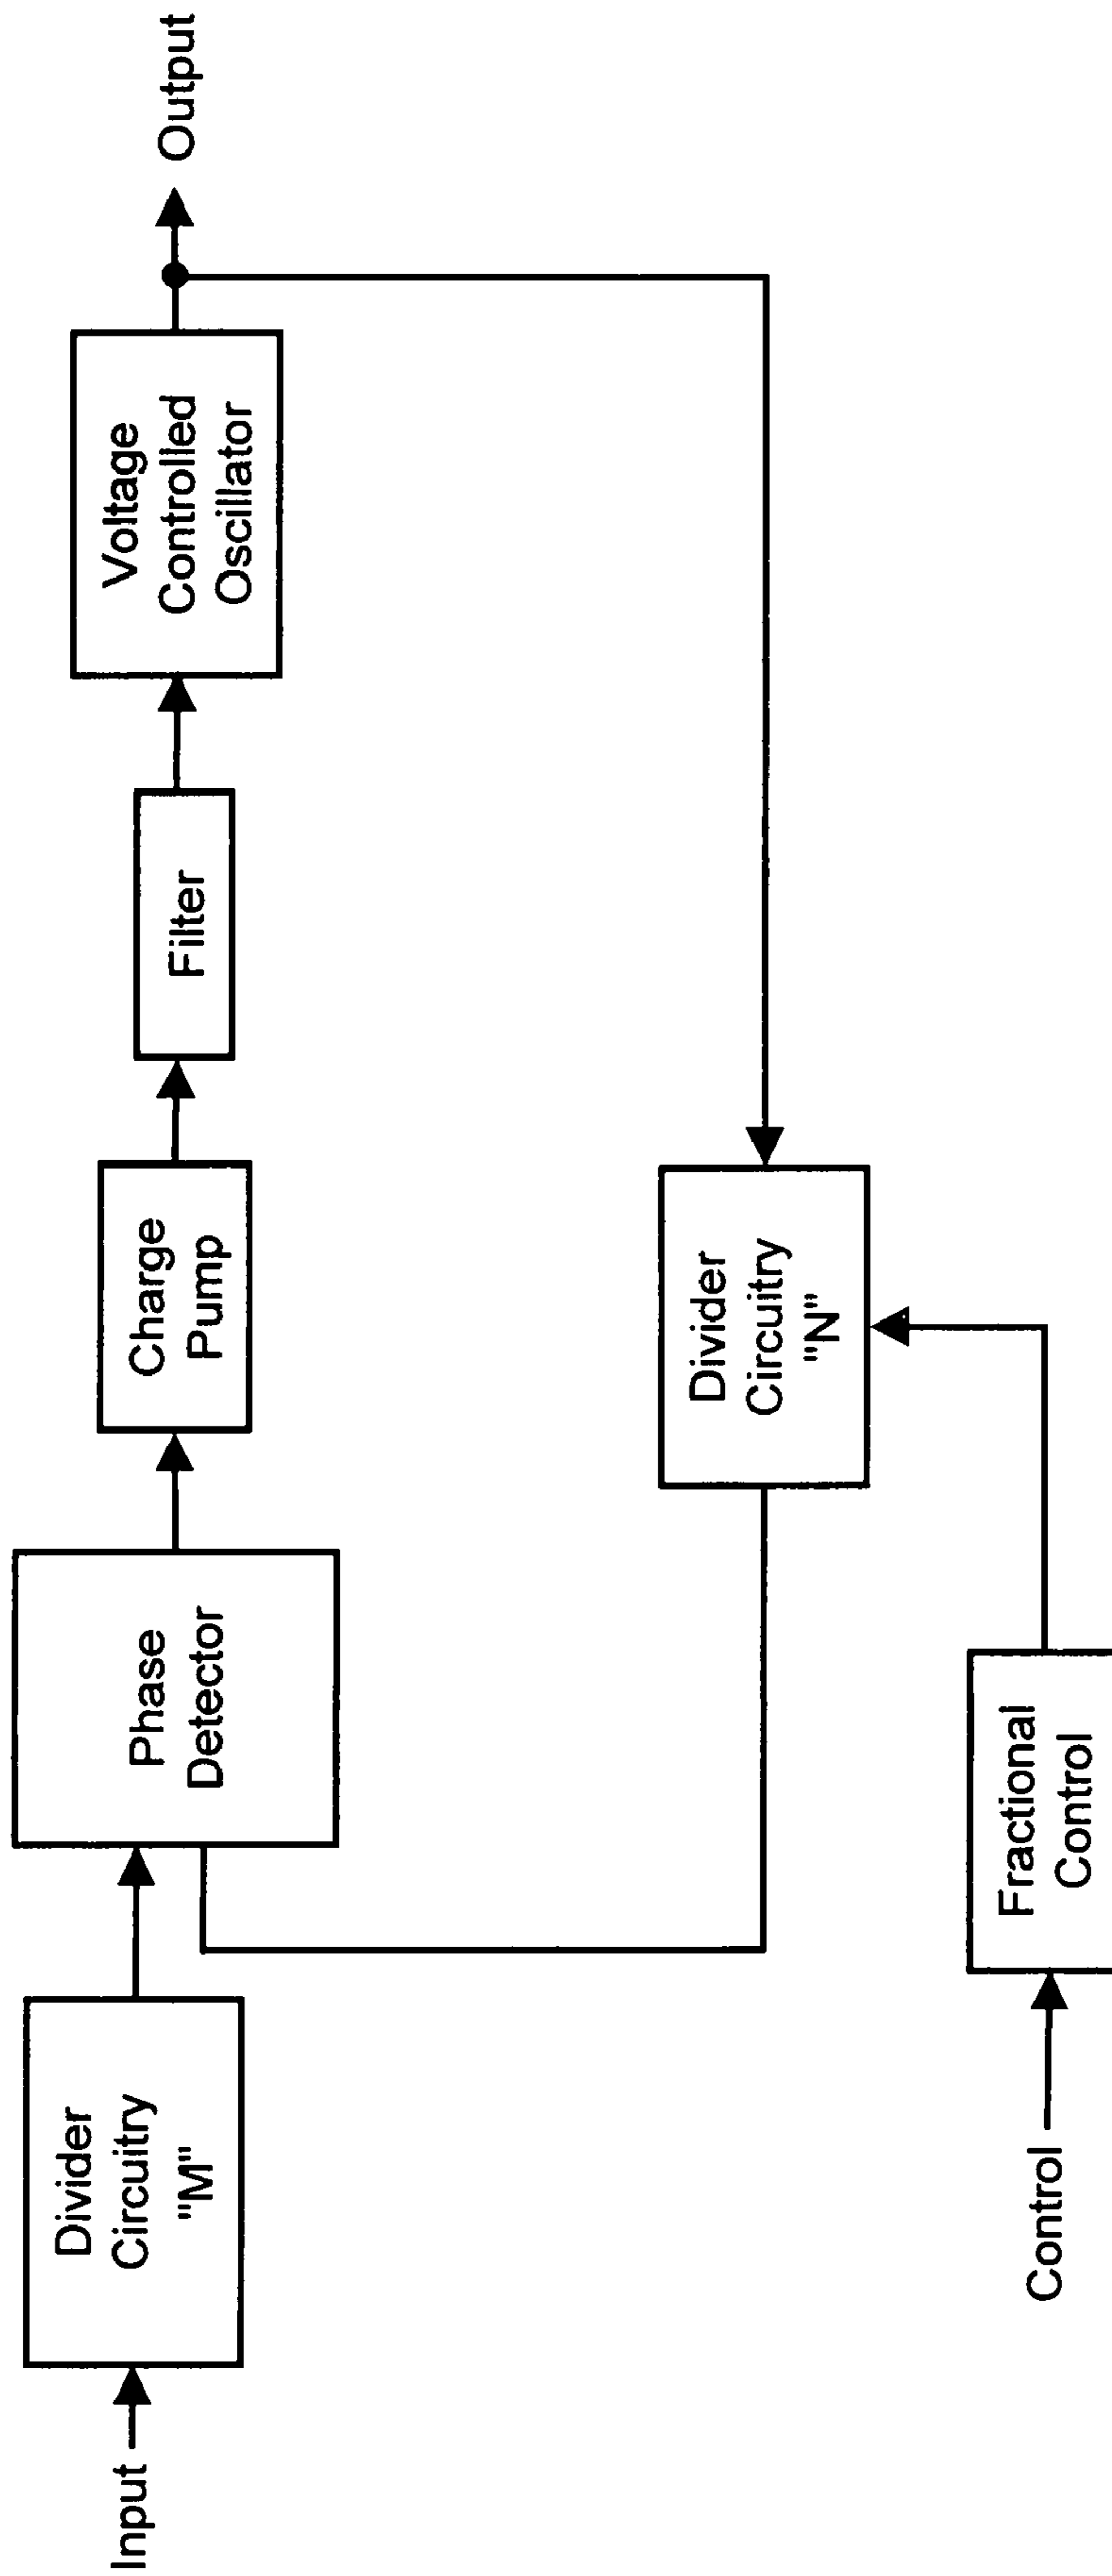 Input
Divider
Circuitry
"M"
Phase
Detector
Charge
Pump
Filter
Voltage
Controlled
Oscillator
Output
Divider
Circuitry
"N"
Control
Fractional
Control